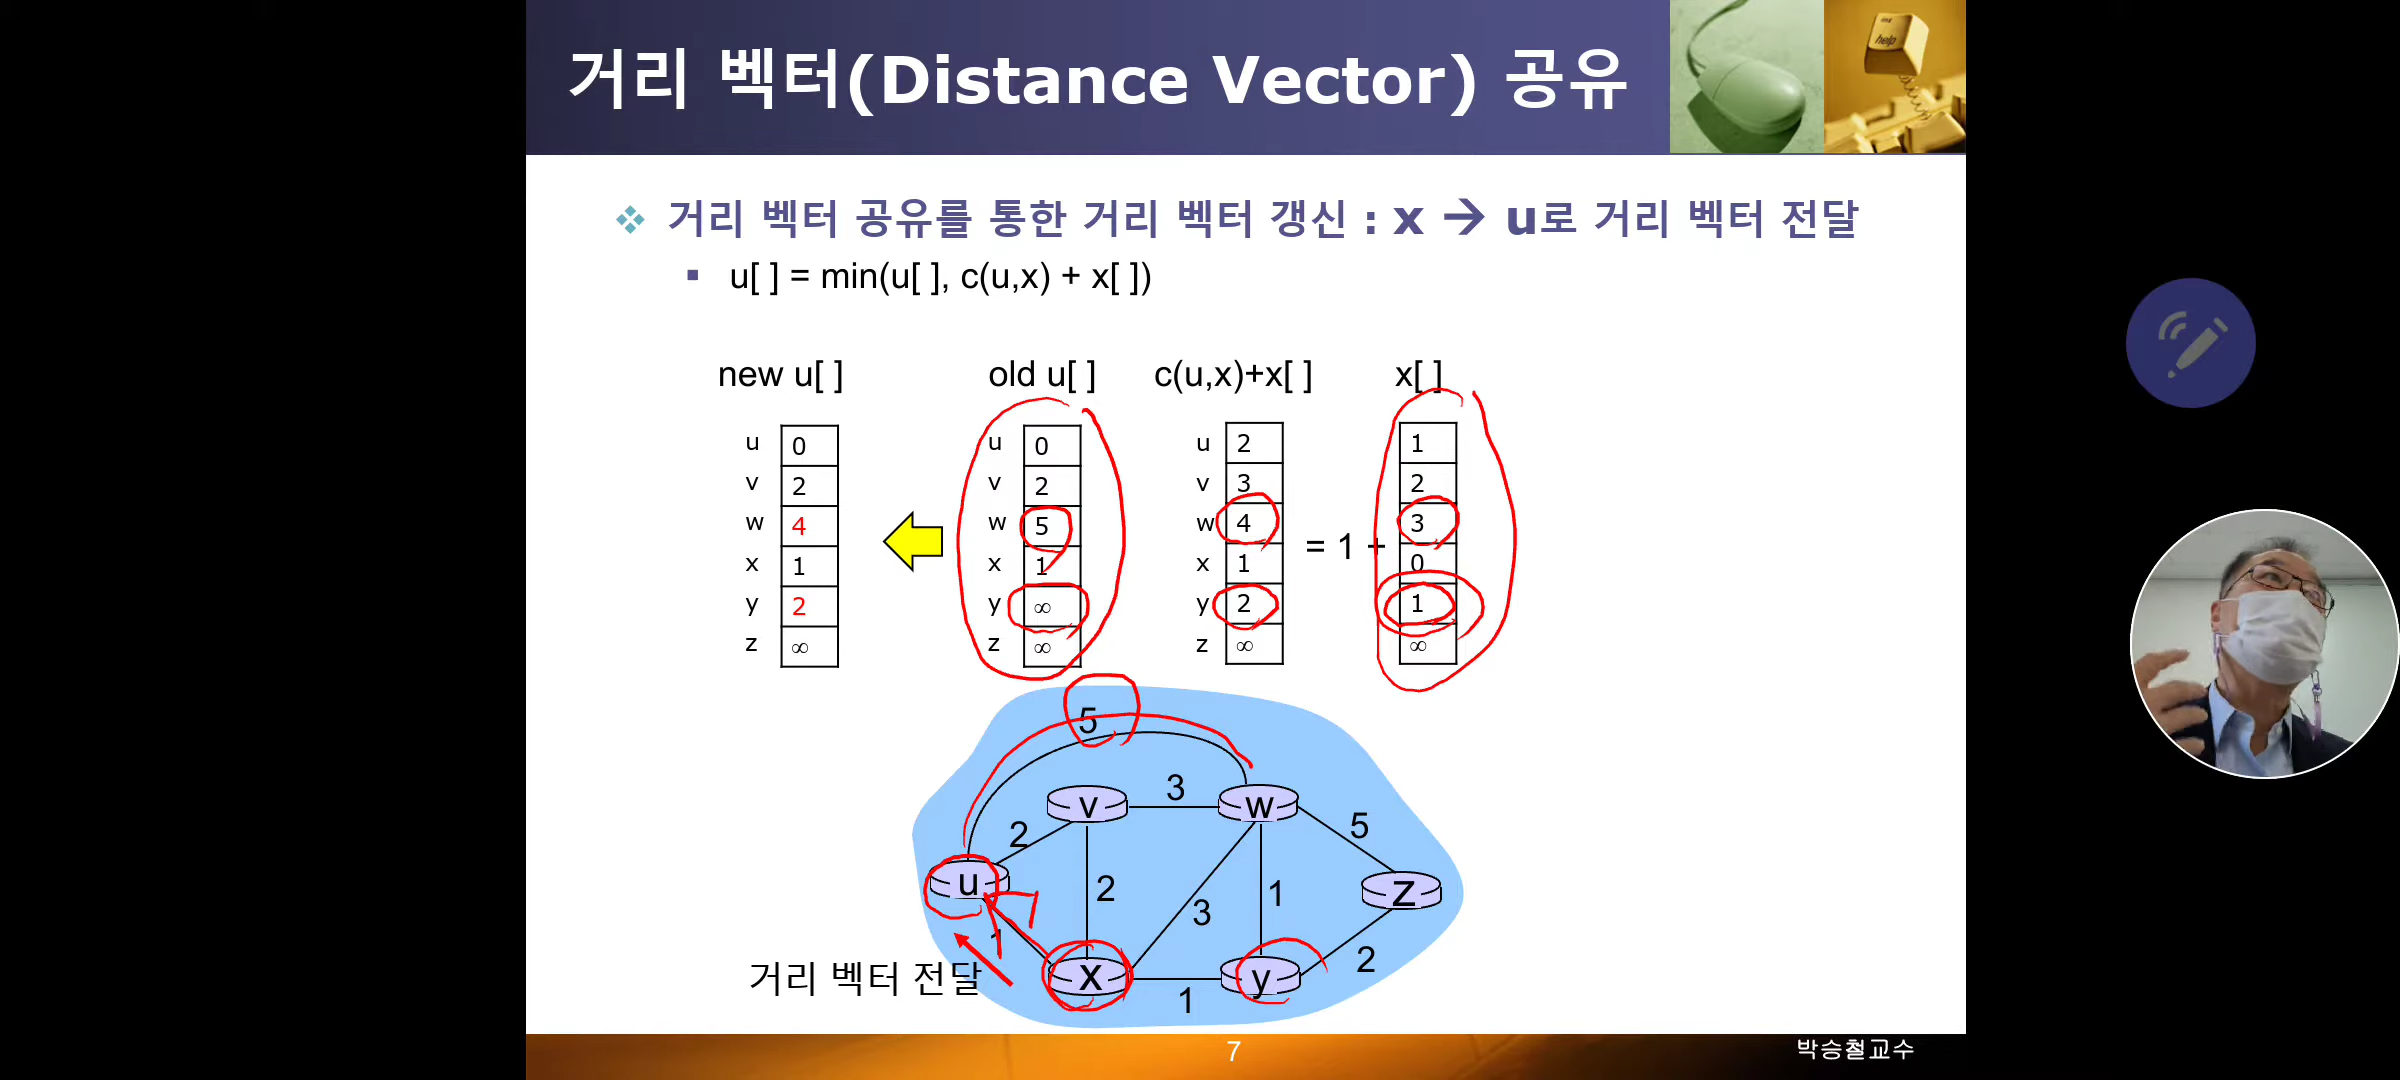 거리 벡터(Distance Vector) 공유
help
거리 벡터 공유를 통한 거리 벡터 갱신 : x → u로 거리 벡터 전달
u[ ] = min(u[ ], c(u,x) + x[ ])
new u[ ]
u 0
v 2
w 4
x 1
y 2
z ∞
old u[ ]
u 0
v 2
w 5
x 1
y ∞
z ∞
c(u,x)+x[ ]
u 2
v 3
w 4
x 1
y 2
z ∞
= 1 +
x[ ]
1
2
3
0
1
∞
5
v 3 w
2 5
u 2 3 1 z
1
거리 벡터 전달 x 1 y 2
7
박승철교수